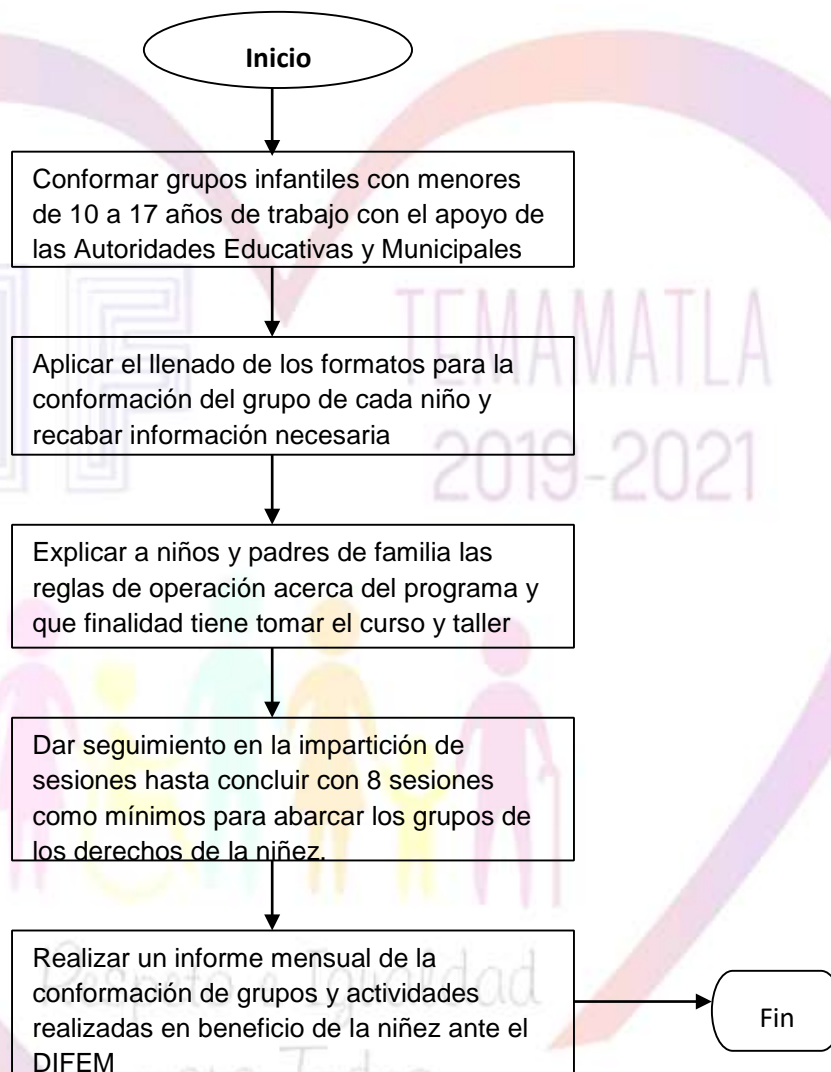 Inicio
Conformar grupos infantiles con menores
de 10 a 17 años de trabajo con el apoyo de
las Autoridades Educativas y Municipales
TEMAMATLA
2019-2021
Aplicar el llenado de los formatos para la
conformación del grupo de cada niño y
recabar información necesaria
Explicar a niños y padres de familia las
reglas de operación acerca del programa y
que finalidad tiene tomar el curso y taller
Dar seguimiento en la impartición de
sesiones hasta concluir con 8 sesiones
como mínimos para abarcar los grupos de
los derechos de la niñez.
Realizar un informe mensual de la
conformación de grupos y actividades
realizadas en beneficio de la niñez ante el
DIFEM
Fin
Respeto e Igualdad
Todos